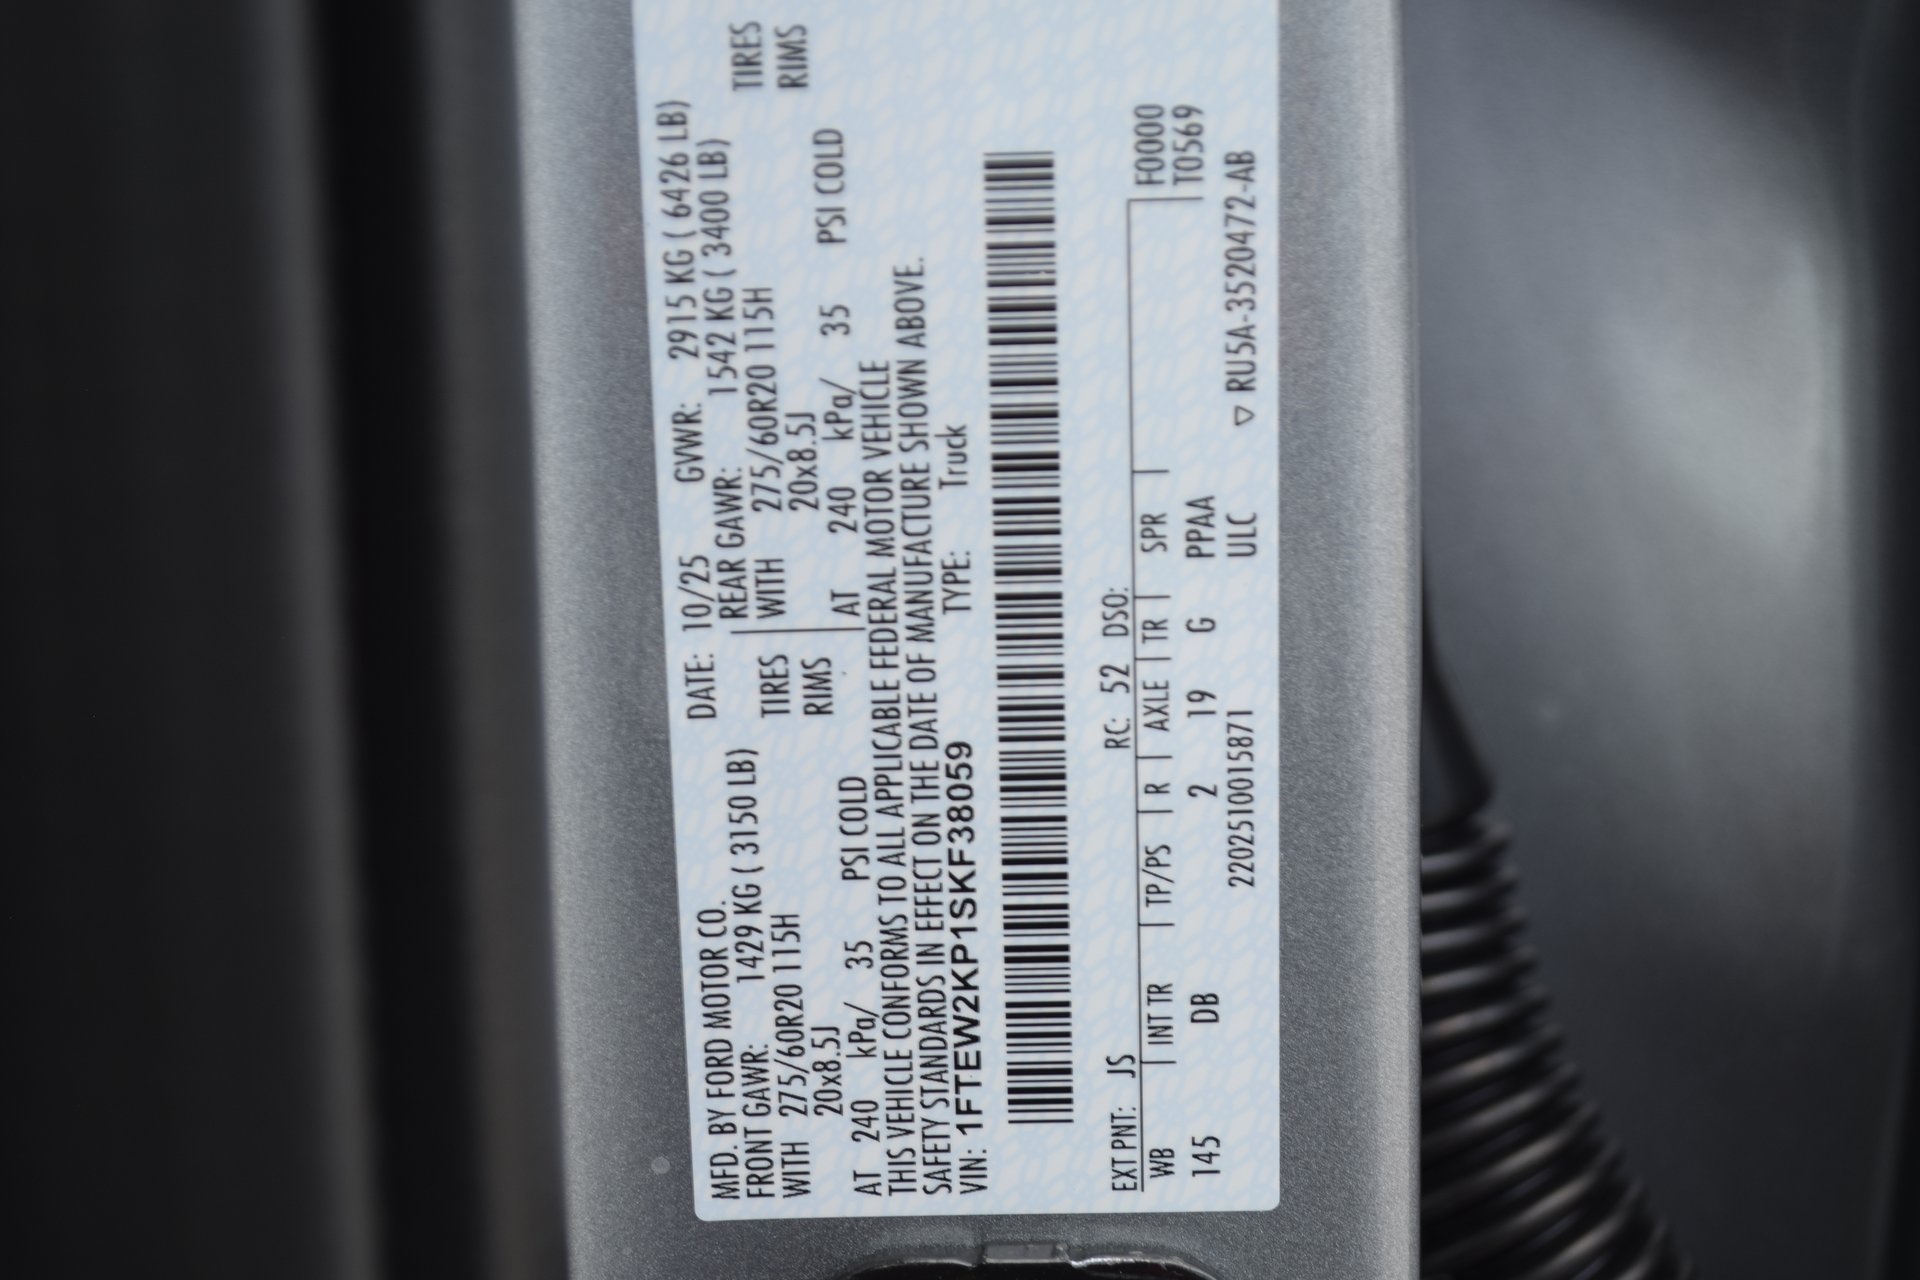 MFD. BY FORD MOTOR CO. DATE: 10/25 GVWR: 2915 KG ( 6426 LB)
FRONT GAWR: 1429 KG ( 3150 LB) REAR GAWR: 1542 KG ( 3400 LB)
WITH 275/60R20 115H TIRES WITH 275/60R20 115H TIRES
20x8.5J RIMS 20x8.5J RIMS
AT 240 kPa/ 35 PSI COLD AT 240 kPa/ 35 PSI COLD
THIS VEHICLE CONFORMS TO ALL APPLICABLE FEDERAL MOTOR VEHICLE
SAFETY STANDARDS IN EFFECT ON THE DATE OF MANUFACTURE SHOWN ABOVE.
VIN: 1FTEW2KP1SKF38059 TYPE: Truck
EXT PNT: JS RC: 52 DSO: F0000
WB INT TR TP/PS R AXLE TR SPR T0569
145 DB 2 19 G PPAA
2202510015871 ULC ▽ RU5A-3520472-AB